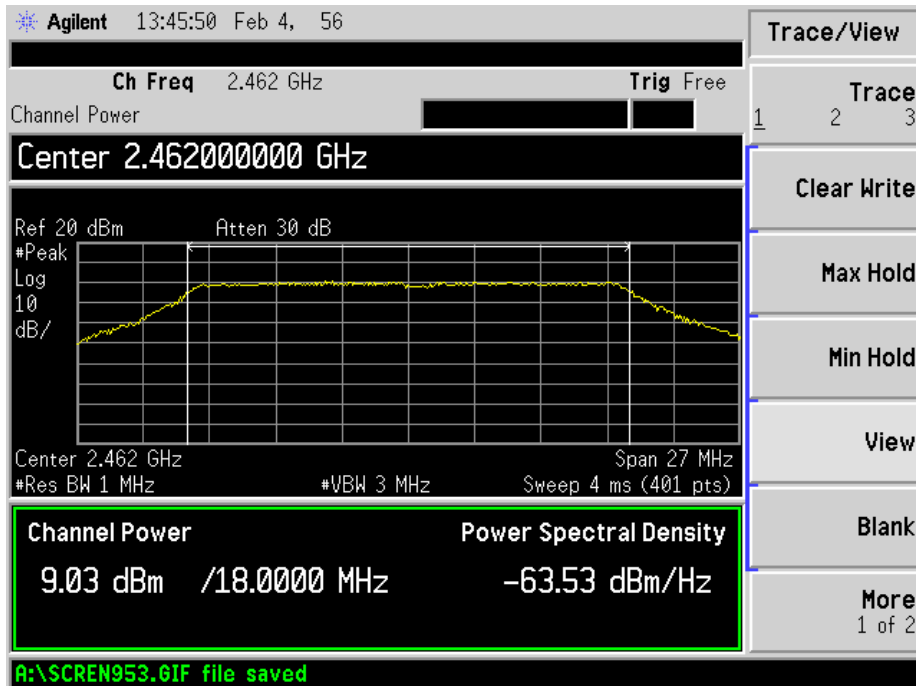 Agilent 13:45:50 Feb 4, 56
Trace/View
Ch Freq 2.462 GHz Trig Free
Channel Power
Trace
1 2 3
Center 2.462000000 GHz
Clear Write
Ref 20 dBm Atten 30 dB
#Peak
Log
10
dB/
Max Hold
Min Hold
Center 2.462 GHz Span 27 MHz
#Res BW 1 MHz #VBW 3 MHz Sweep 4 ms (401 pts)
View
Channel Power Power Spectral Density
9.03 dBm /18.0000 MHz -63.53 dBm/Hz
Blank
More
1 of 2
A:\SCREN953.GIF file saved